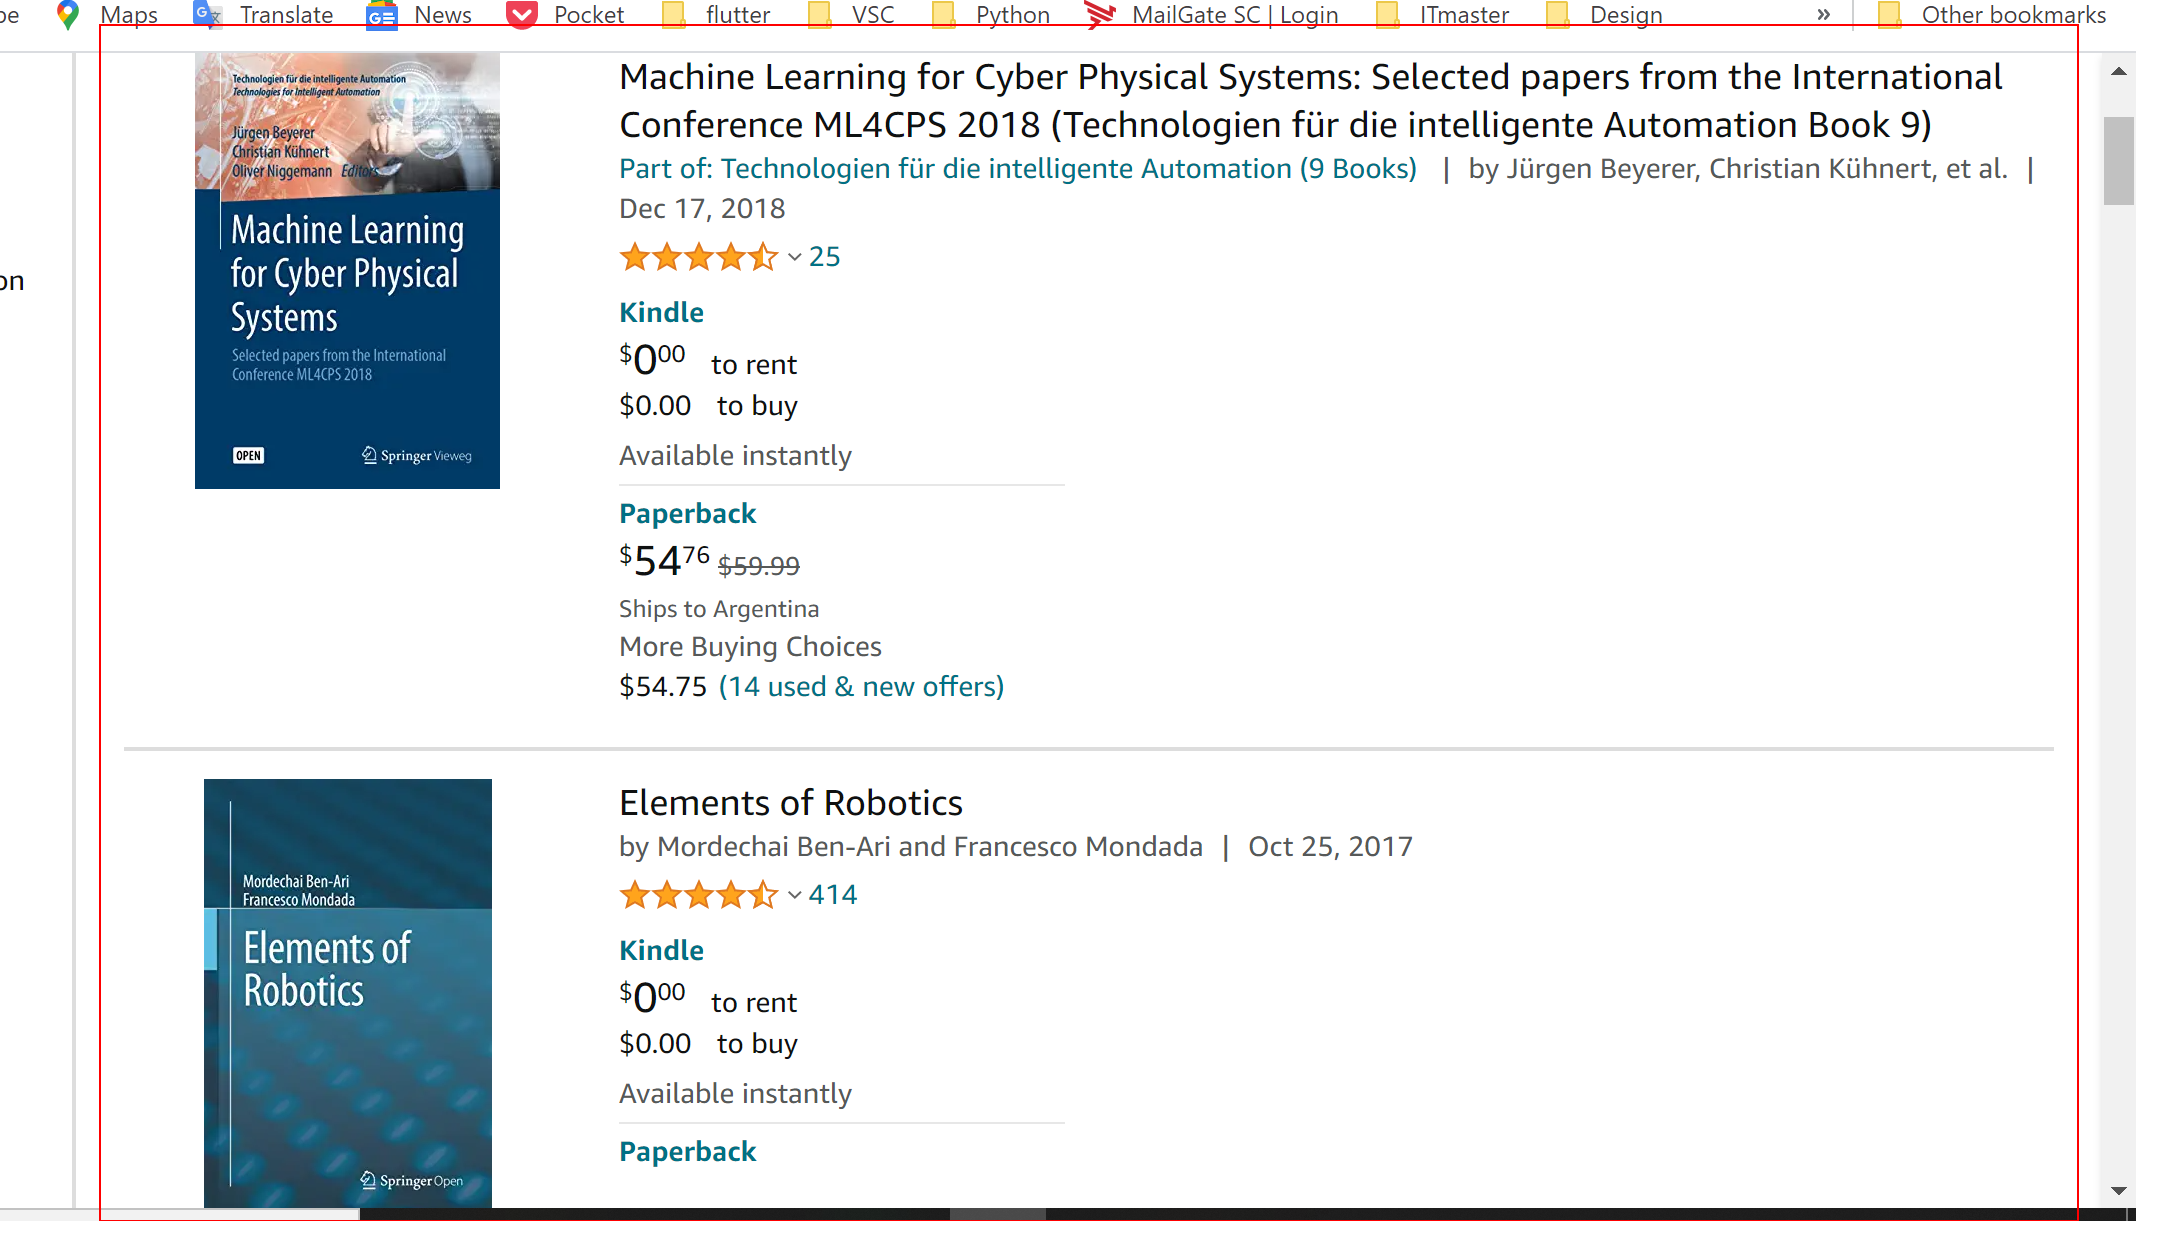 Maps Translate News Pocket flutter VSC Python MailGate SC | Login ITmaster Design » Other bookmarks
on
Technologien für die intelligente Automation
Technologies for Intelligent Automation
Jürgen Beyerer
Christian Kühnert
Oliver Niggemann Editors
Machine Learning
for Cyber Physical
Systems
Selected papers from the International
Conference ML4CPS 2018
OPEN
Springer Vieweg
Machine Learning for Cyber Physical Systems: Selected papers from the International
Conference ML4CPS 2018 (Technologien für die intelligente Automation Book 9)
Part of: Technologien für die intelligente Automation (9 Books) | by Jürgen Beyerer, Christian Kühnert, et al. |
Dec 17, 2018
25
Kindle
$000 to rent
$0.00 to buy
Available instantly
Paperback
$5476 $59.99
Ships to Argentina
More Buying Choices
$54.75 (14 used & new offers)
Mordechai Ben-Ari
Francesco Mondada
Elements of
Robotics
Springer Open
Elements of Robotics
by Mordechai Ben-Ari and Francesco Mondada | Oct 25, 2017
414
Kindle
$000 to rent
$0.00 to buy
Available instantly
Paperback